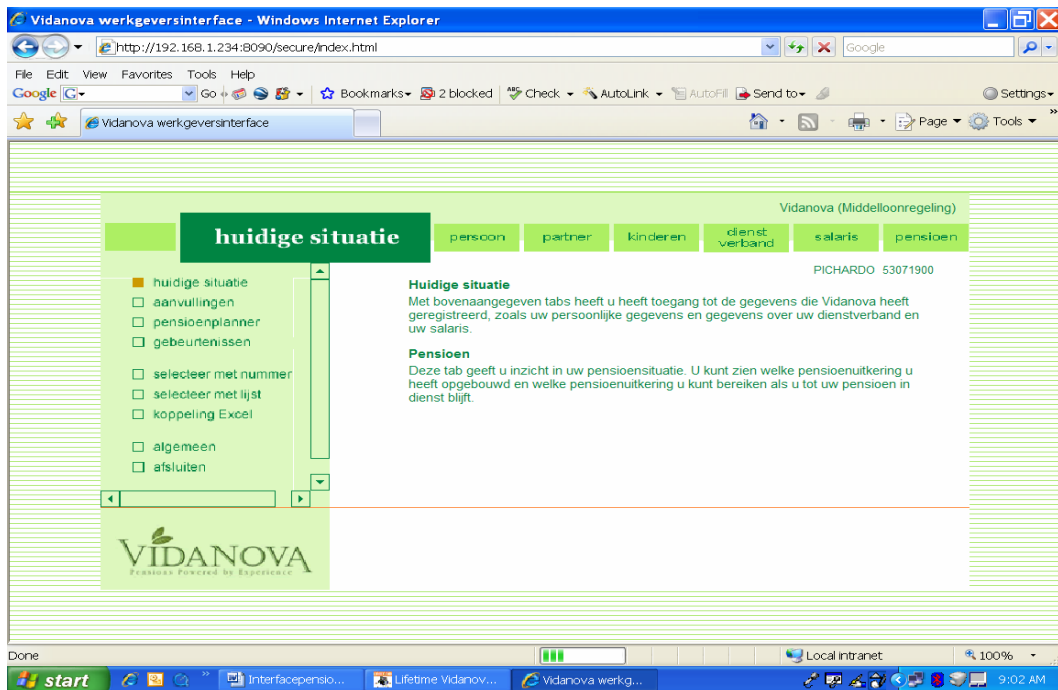 Vidanova werkgeversinterface - Windows Internet Explorer
http://192.168.1.234:8090/secure/index.html
Google
File Edit View Favorites Tools Help
Google G Go Bookmarks 2 blocked ABC Check AutoLink AutoFill Send to Settings
Vidanova werkgeversinterface Page Tools
Vidanova (Middelloonregeling)
huidige situatie persoon partner kinderen dienst verband salaris pensioen
PICHARDO 53071900
huidige situatie
aanvullingen
pensioenplanner
gebeurtenissen
selecteer met nummer
selecteer met lijst
koppeling Excel
algemeen
afsluiten
Huidige situatie
Met bovenaangegeven tabs heeft u heeft toegang tot de gegevens die Vidanova heeft
geregistreerd, zoals uw persoonlijke gegevens en gegevens over uw dienstverband en
uw salaris.
Pensioen
Deze tab geeft u inzicht in uw pensioensituatie. U kunt zien welke pensioenuitkering u
heeft opgebouwd en welke pensioenuitkering u kunt bereiken als u tot uw pensioen in
dienst blijft.
VIDANOVA
Pensions Powered by Experience
Done Local intranet 100%
start Interfacepensio... Lifetime Vidanov... Vidanova werkg... 9:02 AM